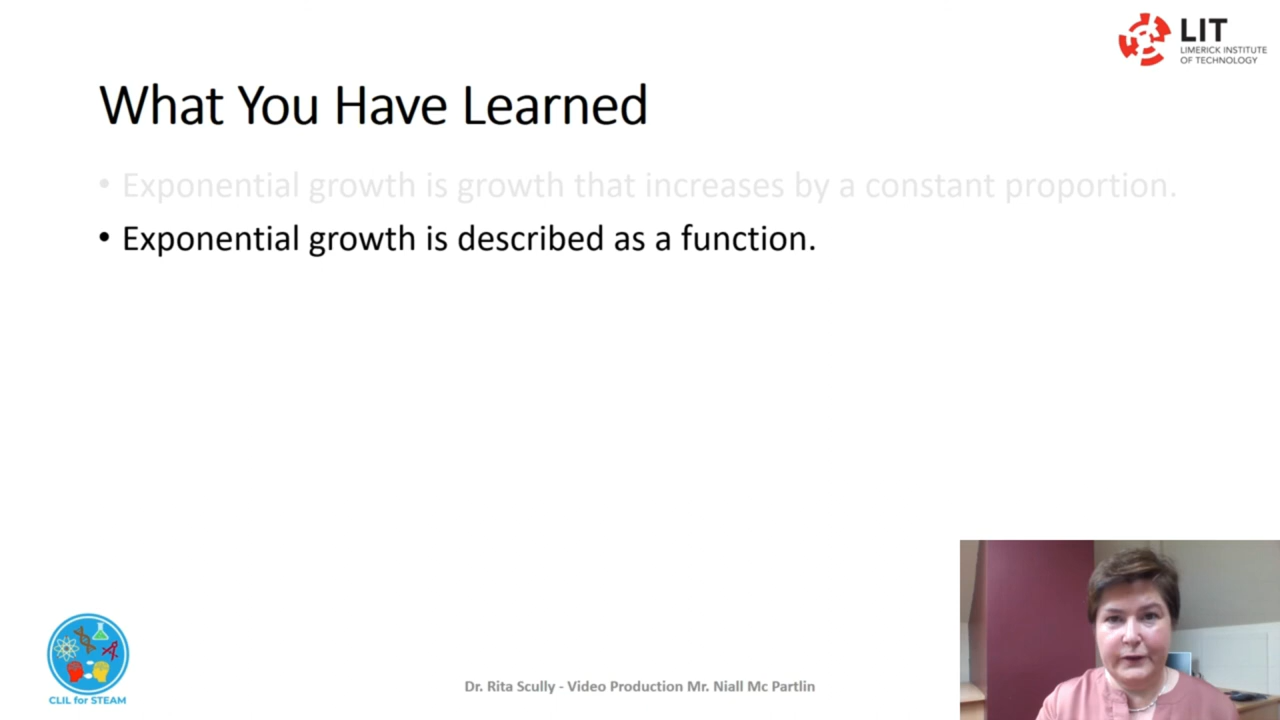 LIT
LIMERICK INSTITUTE
OF TECHNOLOGY
What You Have Learned
• Exponential growth is growth that increases by a constant proportion.
• Exponential growth is described as a function.
CLIL for STEAM
Dr. Rita Scully - Video Production Mr. Niall Mc Partlin